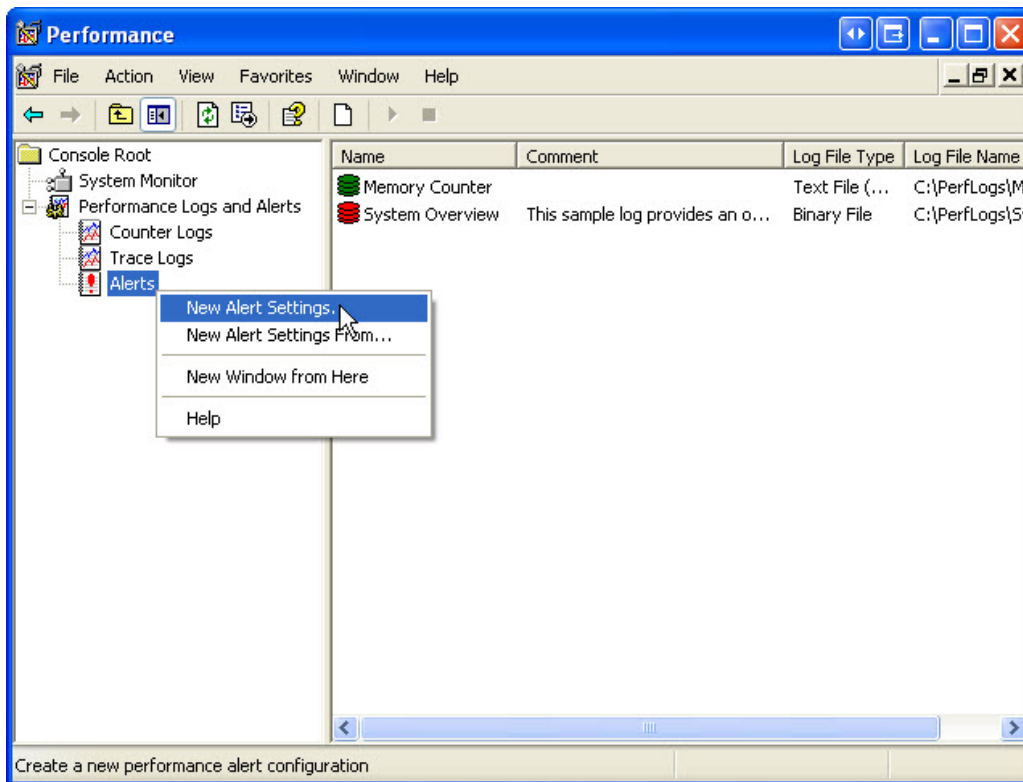 Performance
File Action View Favorites Window Help
Console Root
System Monitor
Performance Logs and Alerts
Counter Logs
Trace Logs
Alerts
Name Comment Log File Type Log File Name
Memory Counter Text File (... C:\PerfLogs\M
System Overview This sample log provides an o... Binary File C:\PerfLogs\S
New Alert Settings...
New Alert Settings From...
New Window from Here
Help
Create a new performance alert configuration